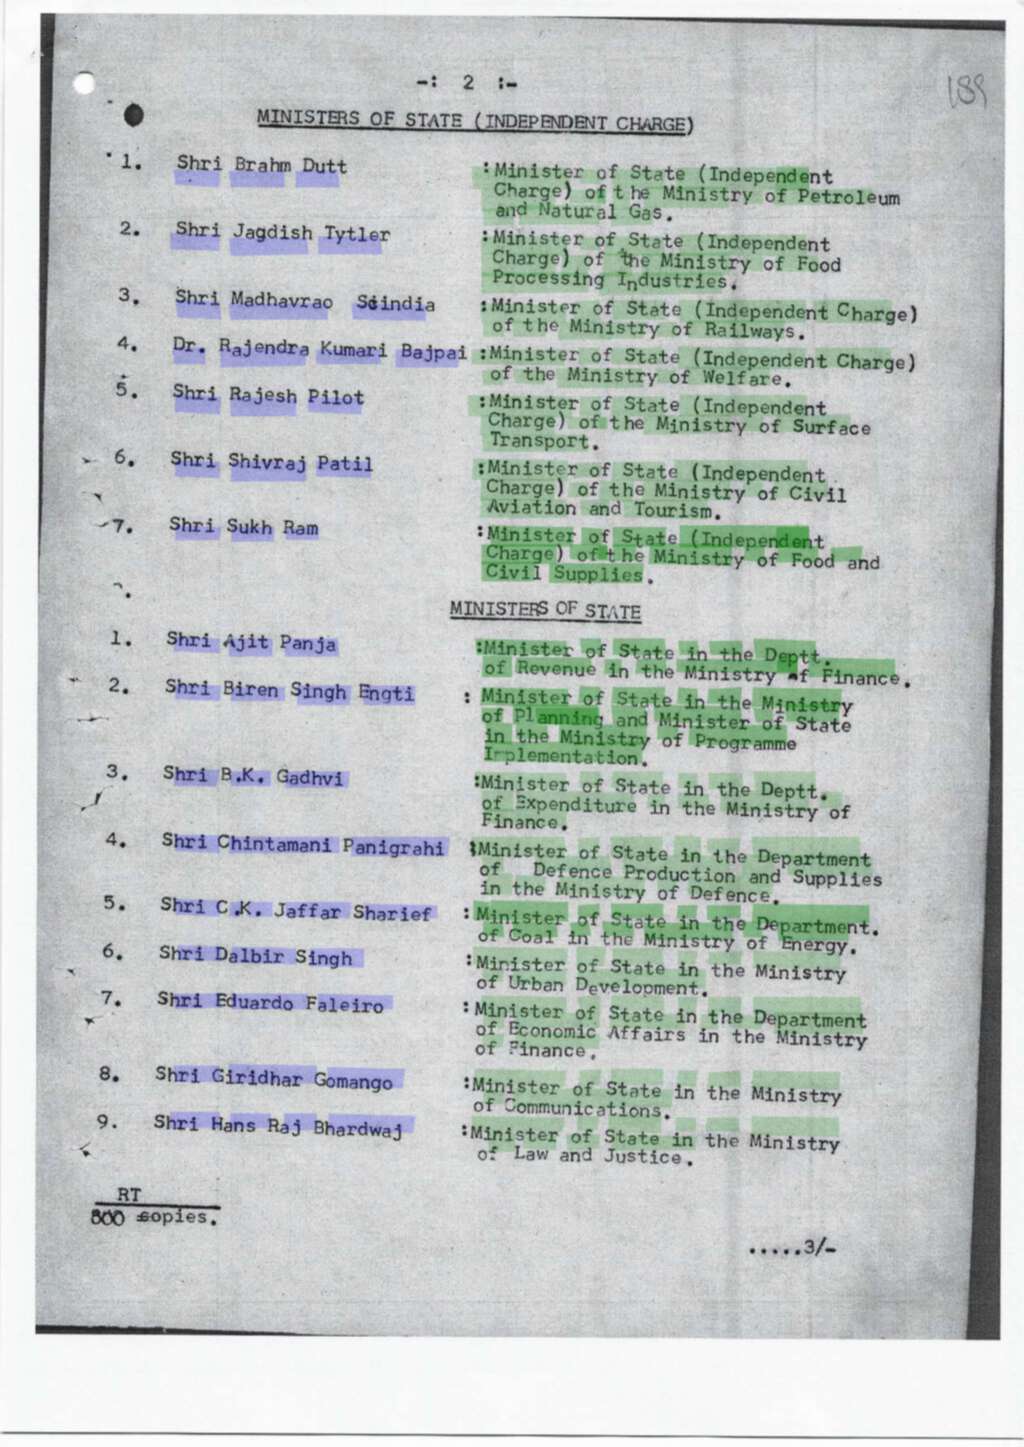 -: 2 :-
189
MINISTERS OF STATE (INDEPENDENT CHARGE)
1. Shri Brahm Dutt :Minister of State (Independent
Charge) of the Ministry of Petroleum
and Natural Gas.
2. Shri Jagdish Tytler :Minister of State (Independent
Charge) of the Ministry of Food
Processing Industries.
3. Shri Madhavrao Scindia :Minister of State (Independent Charge)
of the Ministry of Railways.
4. Dr. Rajendra Kumari Bajpai :Minister of State (Independent Charge)
of the Ministry of Welfare.
5. Shri Rajesh Pilot :Minister of State (Independent
Charge) of the Ministry of Surface
Transport.
6. Shri Shivraj Patil :Minister of State (Independent
Charge) of the Ministry of Civil
Aviation and Tourism.
7. Shri Sukh Ram :Minister of State (Independent
Charge) of the Ministry of Food and
Civil Supplies.
MINISTERS OF STATE
1. Shri Ajit Panja :Minister of State in the Deptt.
of Revenue in the Ministry of Finance.
2. Shri Biren Singh Engti : Minister of State in the Ministry
of Planning and Minister of State
in the Ministry of Programme
Implementation.
3. Shri B.K. Gadhvi :Minister of State in the Deptt.
of Expenditure in the Ministry of
Finance.
4. Shri Chintamani Panigrahi :Minister of State in the Department
of Defence Production and Supplies
in the Ministry of Defence.
5. Shri C.K. Jaffar Sharief : Minister of State in the Department.
of Coal in the Ministry of Energy.
6. Shri Dalbir Singh :Minister of State in the Ministry
of Urban Development.
7. Shri Eduardo Faleiro :Minister of State in the Department
of Economic Affairs in the Ministry
of Finance.
8. Shri Giridhar Gomango :Minister of State in the Ministry
of Communications.
9. Shri Hans Raj Bhardwaj :Minister of State in the Ministry
of Law and Justice.
RT
800 copies.
.....3/-